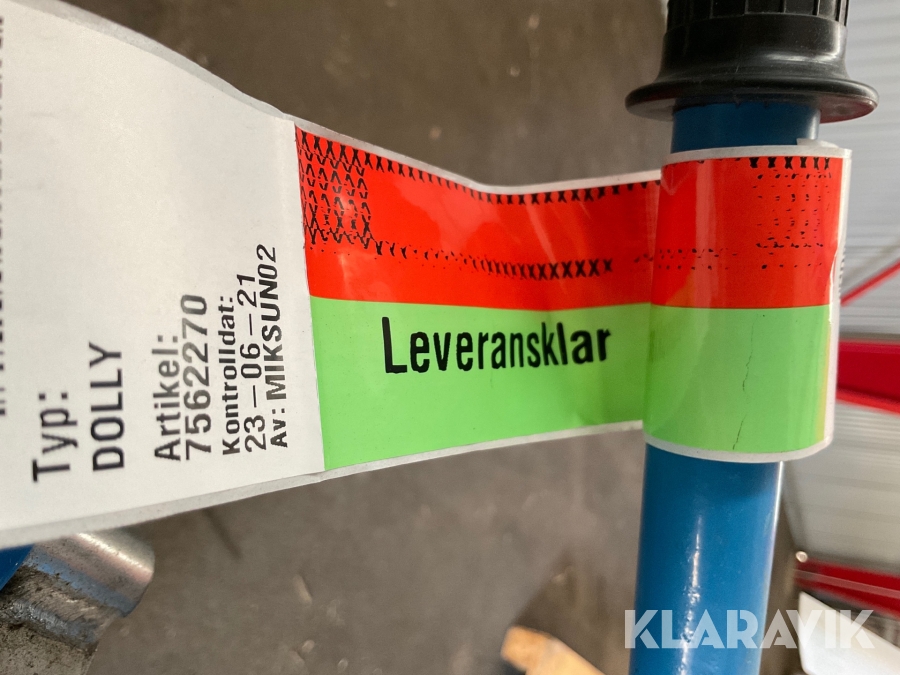 Typ:
DOLLY
Artikel:
7562270
Kontrolldat:
23-06-21
Av: MIKSUN02
Leveransklar
KLARAVIK